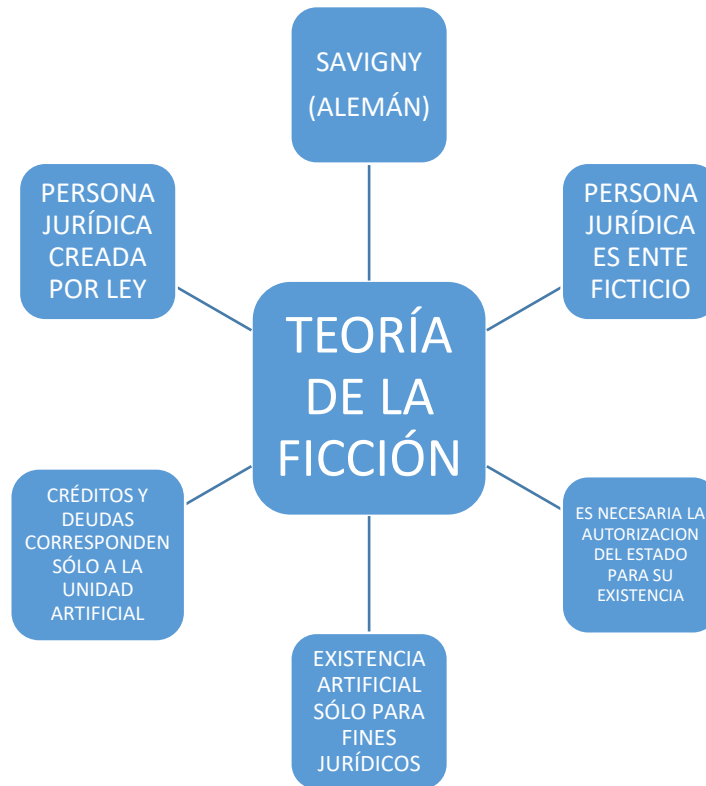 SAVIGNY
(ALEMÁN)
PERSONA
JURÍDICA
ES ENTE
FICTICIO
ES NECESARIA LA
AUTORIZACION
DEL ESTADO
PARA SU
EXISTENCIA
EXISTENCIA
ARTIFICIAL
SÓLO PARA
FINES
JURÍDICOS
CRÉDITOS Y
DEUDAS
CORRESPONDEN
SÓLO A LA
UNIDAD
ARTIFICIAL
PERSONA
JURÍDICA
CREADA
POR LEY
TEORÍA
DE LA
FICCIÓN